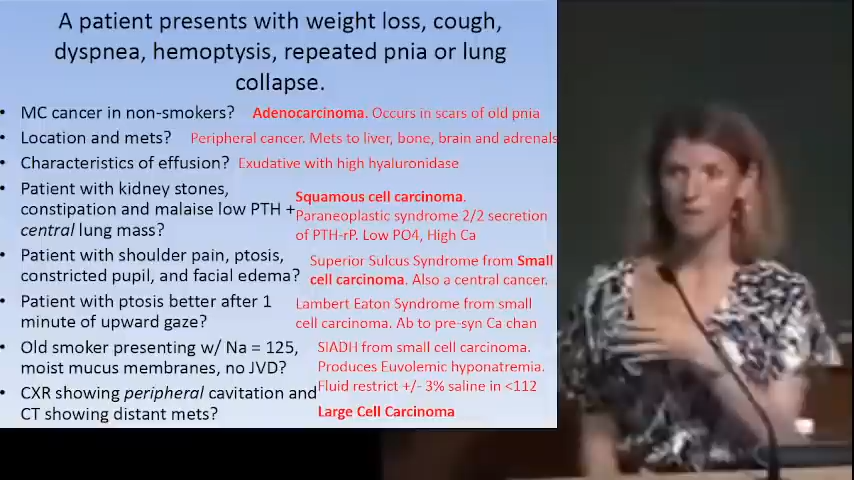 A patient presents with weight loss, cough,
dyspnea, hemoptysis, repeated pnia or lung
collapse.
• MC cancer in non-smokers? Adenocarcinoma. Occurs in scars of old pnia
• Location and mets? Peripheral cancer. Mets to liver, bone, brain and adrenals
• Characteristics of effusion? Exudative with high hyaluronidase
• Patient with kidney stones,
constipation and malaise low PTH +
central lung mass?
Squamous cell carcinoma.
Paraneoplastic syndrome 2/2 secretion
of PTH-rP. Low PO4, High Ca
• Patient with shoulder pain, ptosis,
constricted pupil, and facial edema?
Superior Sulcus Syndrome from Small
cell carcinoma. Also a central cancer.
• Patient with ptosis better after 1
minute of upward gaze?
Lambert Eaton Syndrome from small
cell carcinoma. Ab to pre-syn Ca chan
• Old smoker presenting w/ Na = 125,
moist mucus membranes, no JVD?
SIADH from small cell carcinoma.
Produces Euvolemic hyponatremia.
Fluid restrict +/- 3% saline in <112
• CXR showing peripheral cavitation and
CT showing distant mets?
Large Cell Carcinoma